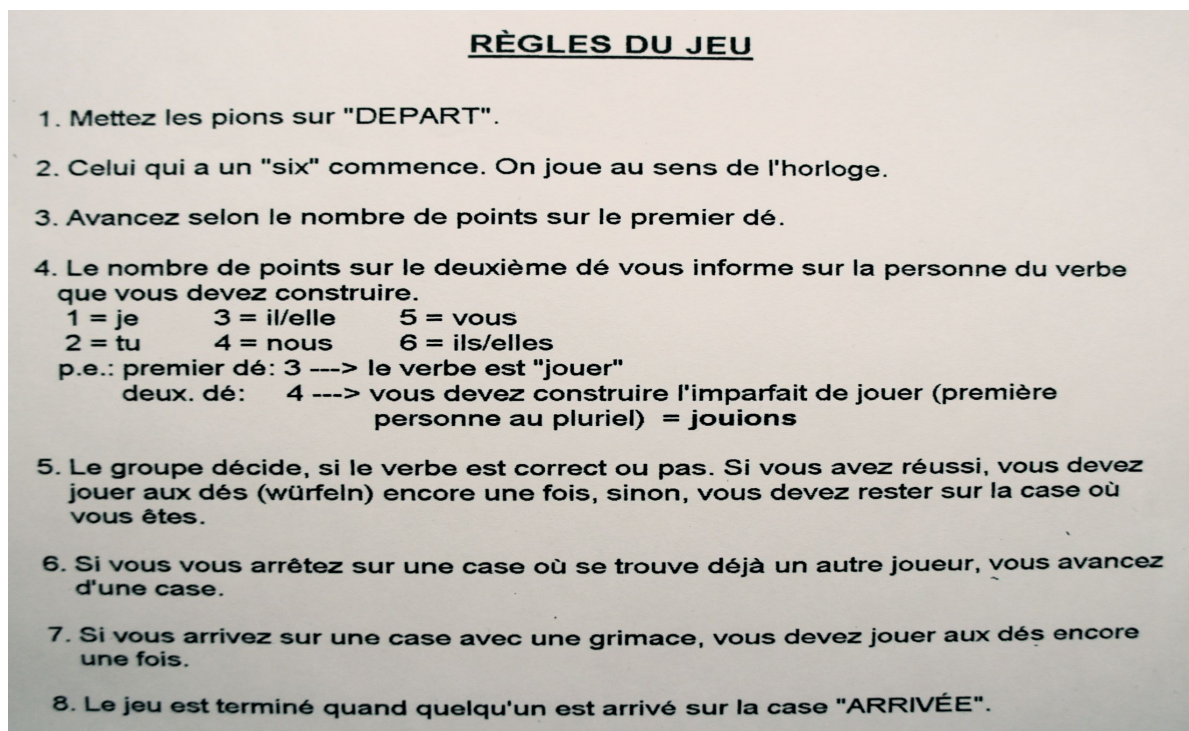 RÈGLES DU JEU
1. Mettez les pions sur "DEPART".
2. Celui qui a un "six" commence. On joue au sens de l'horloge.
3. Avancez selon le nombre de points sur le premier dé.
4. Le nombre de points sur le deuxième dé vous informe sur la personne du verbe
que vous devez construire.
1 = je 3 = il/elle 5 = vous
2 = tu 4 = nous 6 = ils/elles
p.e.: premier dé: 3 ---> le verbe est "jouer"
deux. dé: 4 ---> vous devez construire l'imparfait de jouer (première
personne au pluriel) = jouions
5. Le groupe décide, si le verbe est correct ou pas. Si vous avez réussi, vous devez
jouer aux dés (würfeln) encore une fois, sinon, vous devez rester sur la case où
vous êtes.
6. Si vous vous arrêtez sur une case où se trouve déjà un autre joueur, vous avancez
d'une case.
7. Si vous arrivez sur une case avec une grimace, vous devez jouer aux dés encore
une fois.
8. Le jeu est terminé quand quelqu'un est arrivé sur la case "ARRIVÉE".